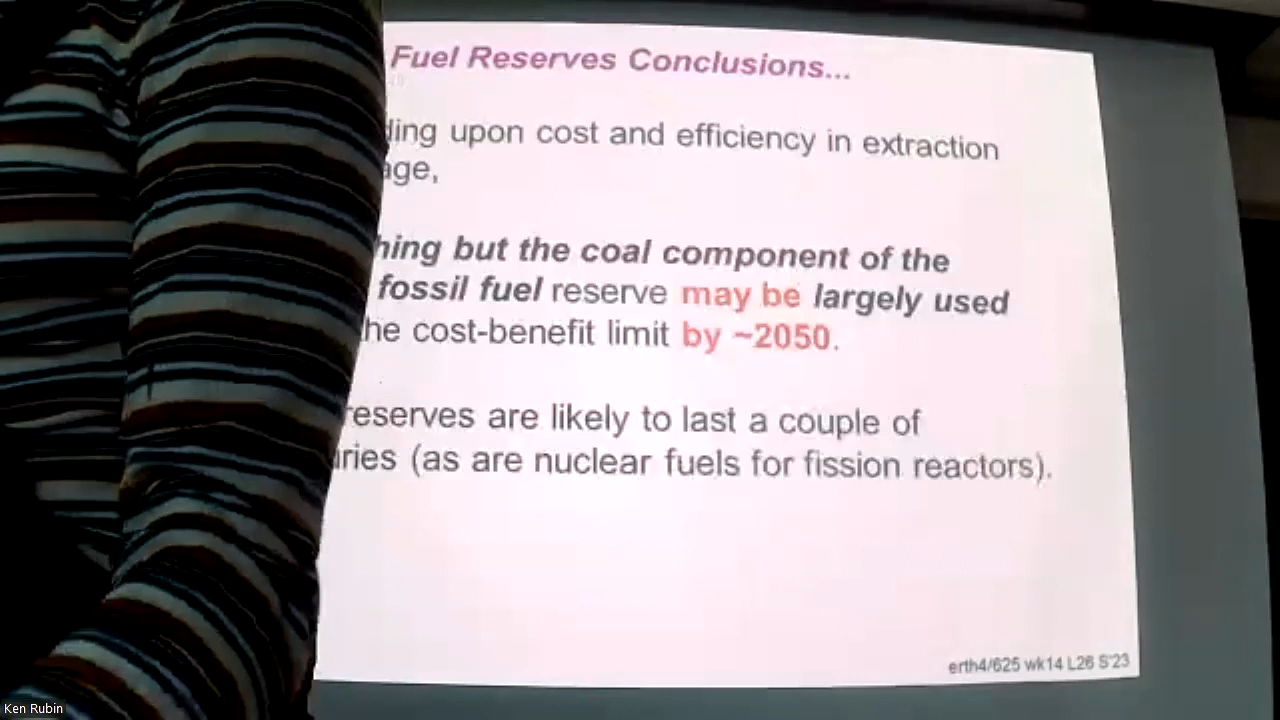 Fuel Reserves Conclusions...
ding upon cost and efficiency in extraction
age,
hing but the coal component of the
fossil fuel reserve may be largely used
he cost-benefit limit by ~2050.
reserves are likely to last a couple of
uries (as are nuclear fuels for fission reactors).
erth4/625 wk14 L26 S'23
Ken Rubin